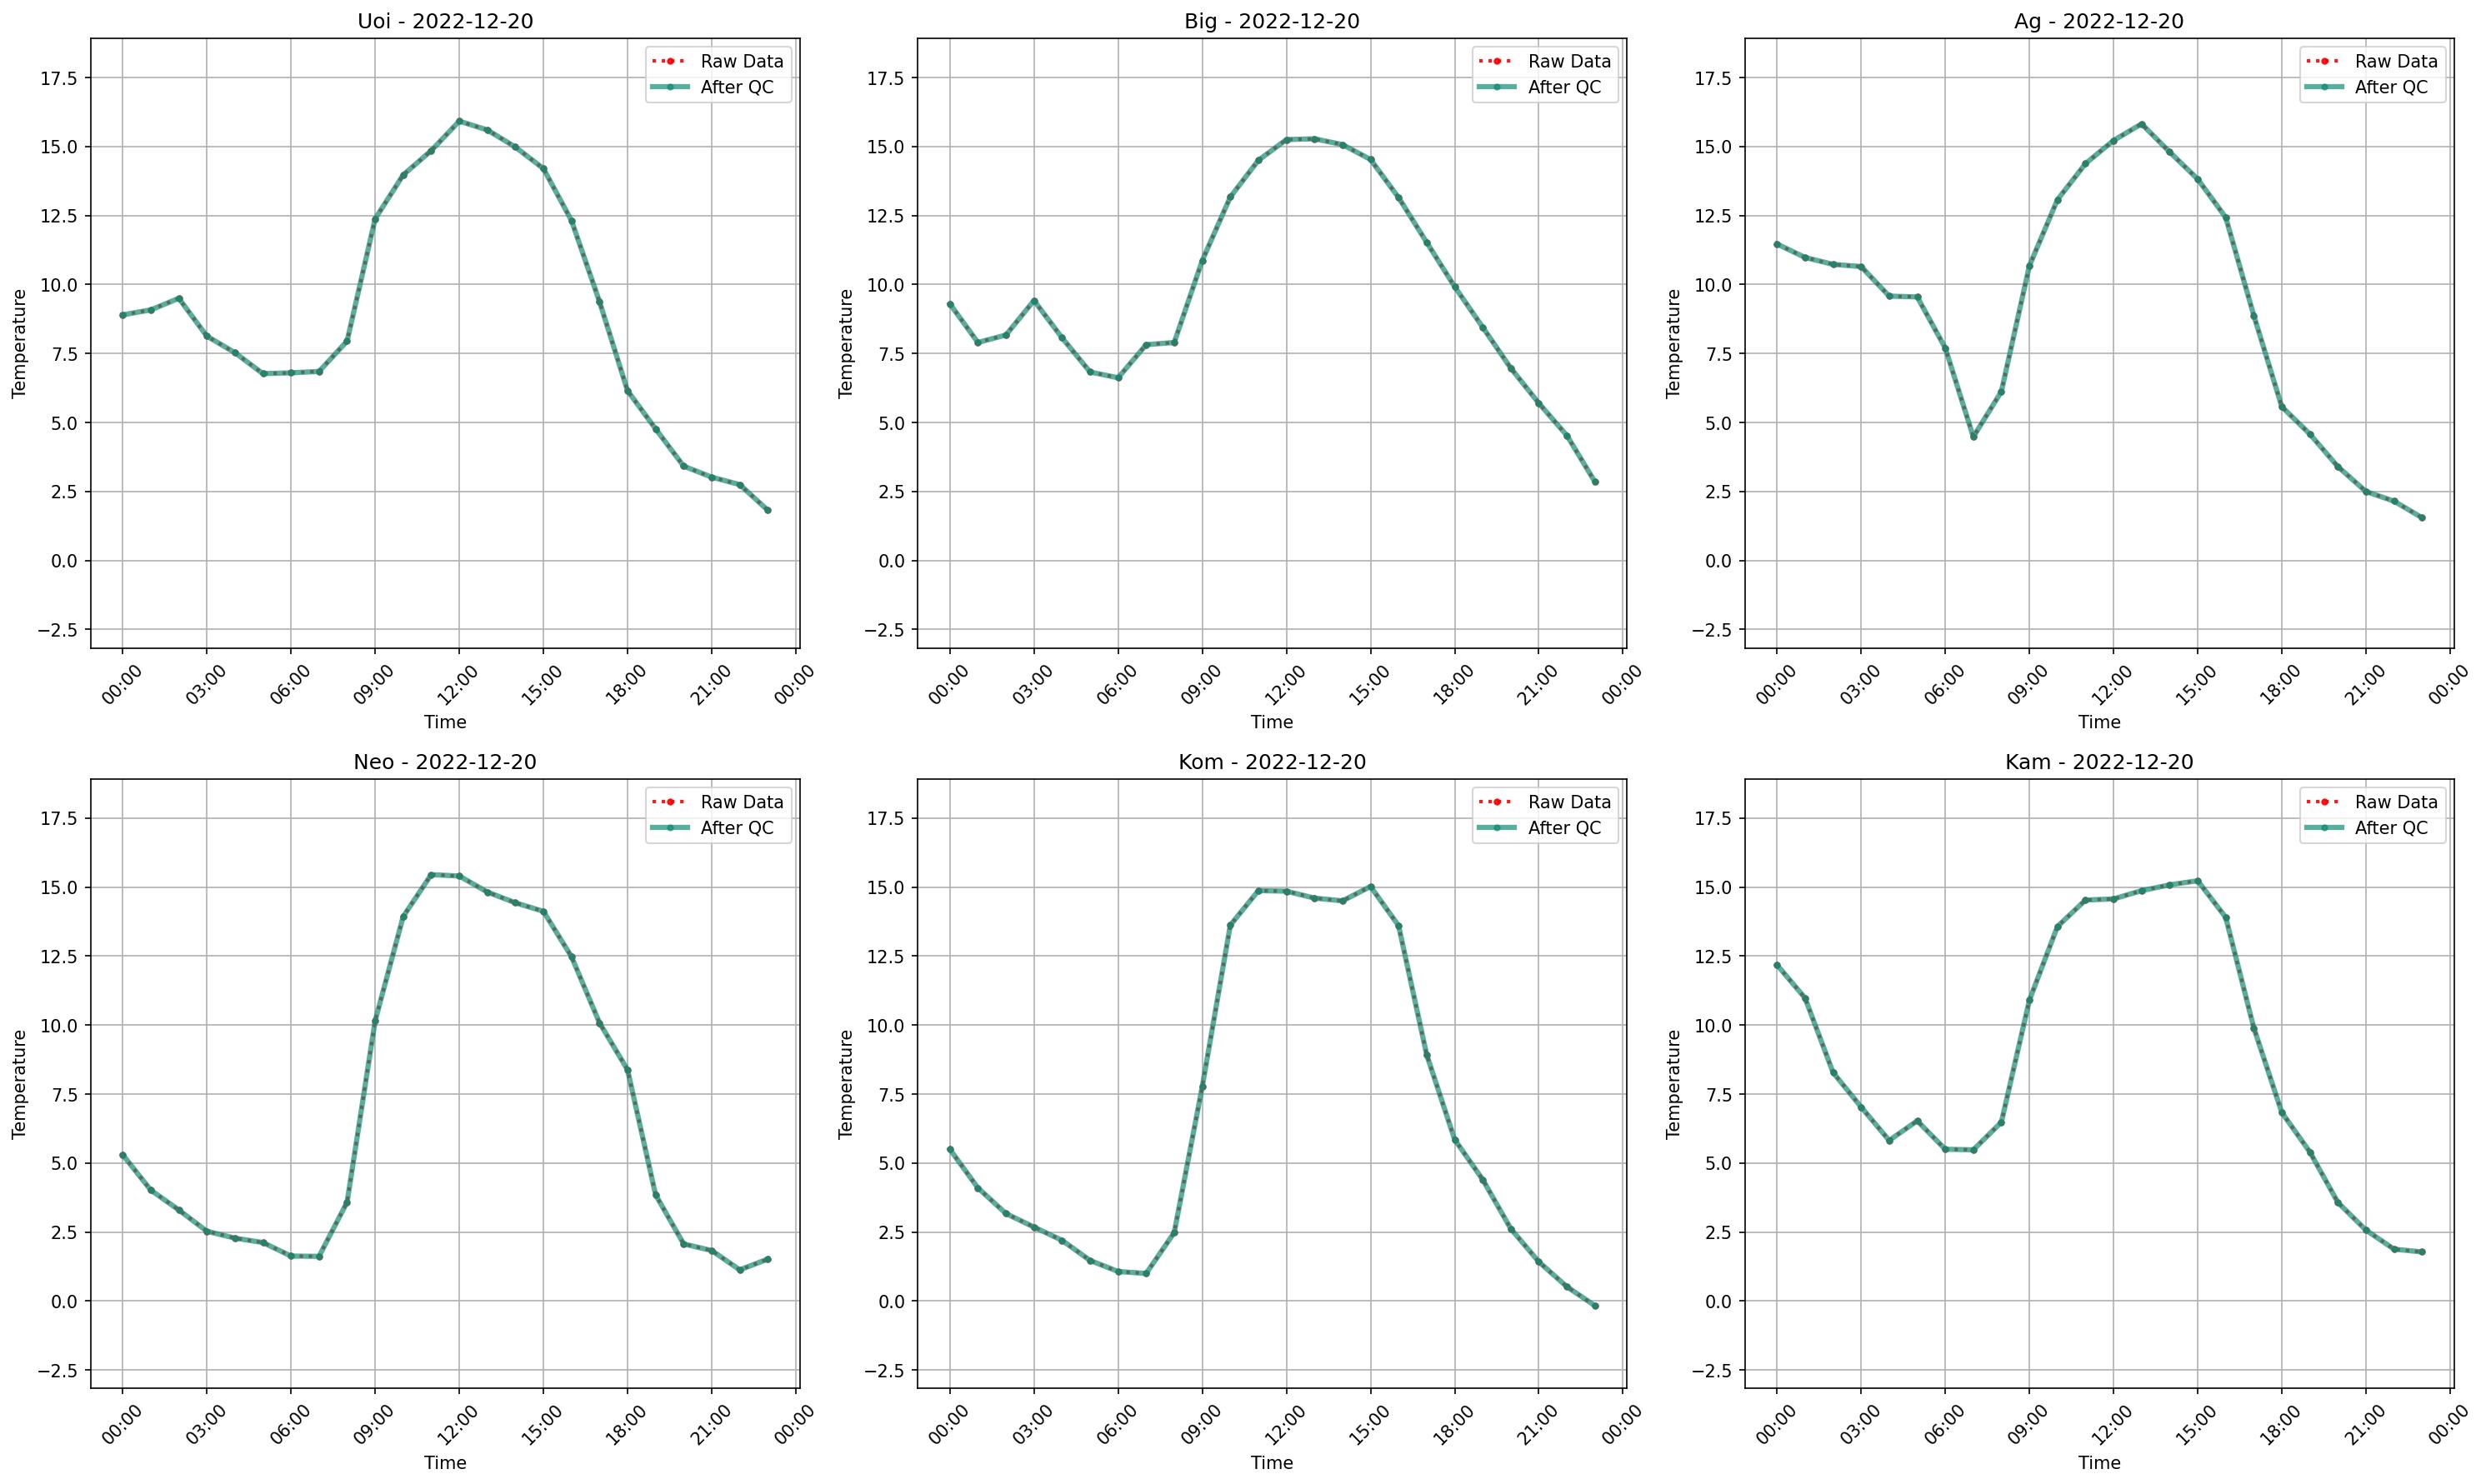 Uoi - 2022-12-20
Raw Data
After QC
Temperature
17.5
15.0
12.5
10.0
7.5
5.0
2.5
0.0
−2.5
00:00 03:00 06:00 09:00 12:00 15:00 18:00 21:00 00:00
Time
Big - 2022-12-20
Raw Data
After QC
Temperature
17.5
15.0
12.5
10.0
7.5
5.0
2.5
0.0
−2.5
00:00 03:00 06:00 09:00 12:00 15:00 18:00 21:00 00:00
Time
Ag - 2022-12-20
Raw Data
After QC
Temperature
17.5
15.0
12.5
10.0
7.5
5.0
2.5
0.0
−2.5
00:00 03:00 06:00 09:00 12:00 15:00 18:00 21:00 00:00
Time
Neo - 2022-12-20
Raw Data
After QC
Temperature
17.5
15.0
12.5
10.0
7.5
5.0
2.5
0.0
−2.5
00:00 03:00 06:00 09:00 12:00 15:00 18:00 21:00 00:00
Time
Kom - 2022-12-20
Raw Data
After QC
Temperature
17.5
15.0
12.5
10.0
7.5
5.0
2.5
0.0
−2.5
00:00 03:00 06:00 09:00 12:00 15:00 18:00 21:00 00:00
Time
Kam - 2022-12-20
Raw Data
After QC
Temperature
17.5
15.0
12.5
10.0
7.5
5.0
2.5
0.0
−2.5
00:00 03:00 06:00 09:00 12:00 15:00 18:00 21:00 00:00
Time